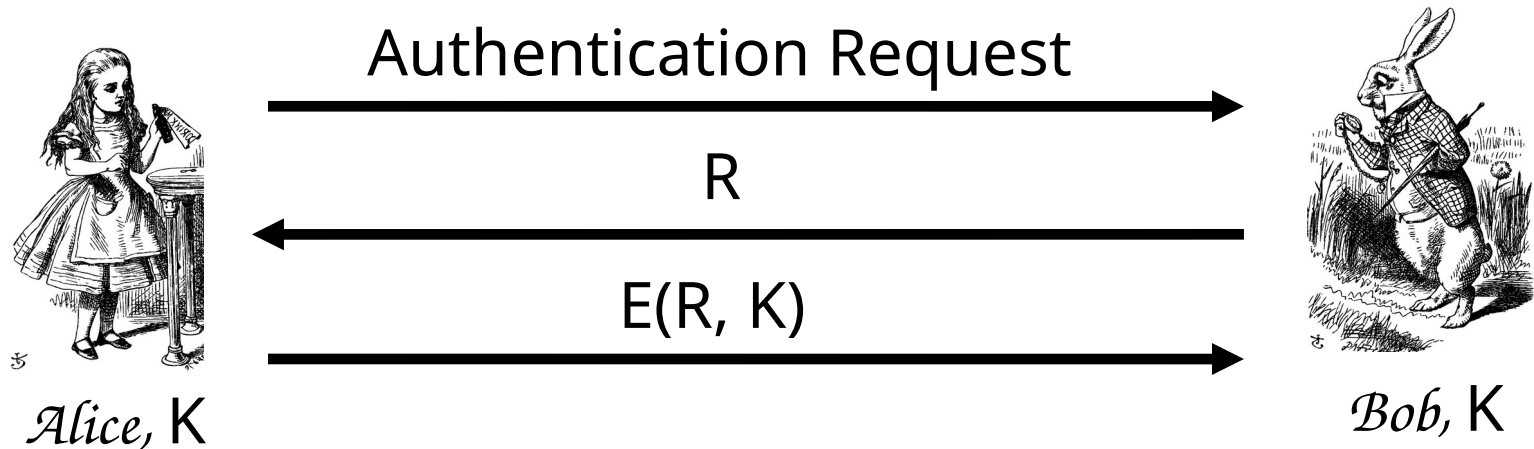 Authentication Request
R
E(R, K)
Alice, K
Bob, K